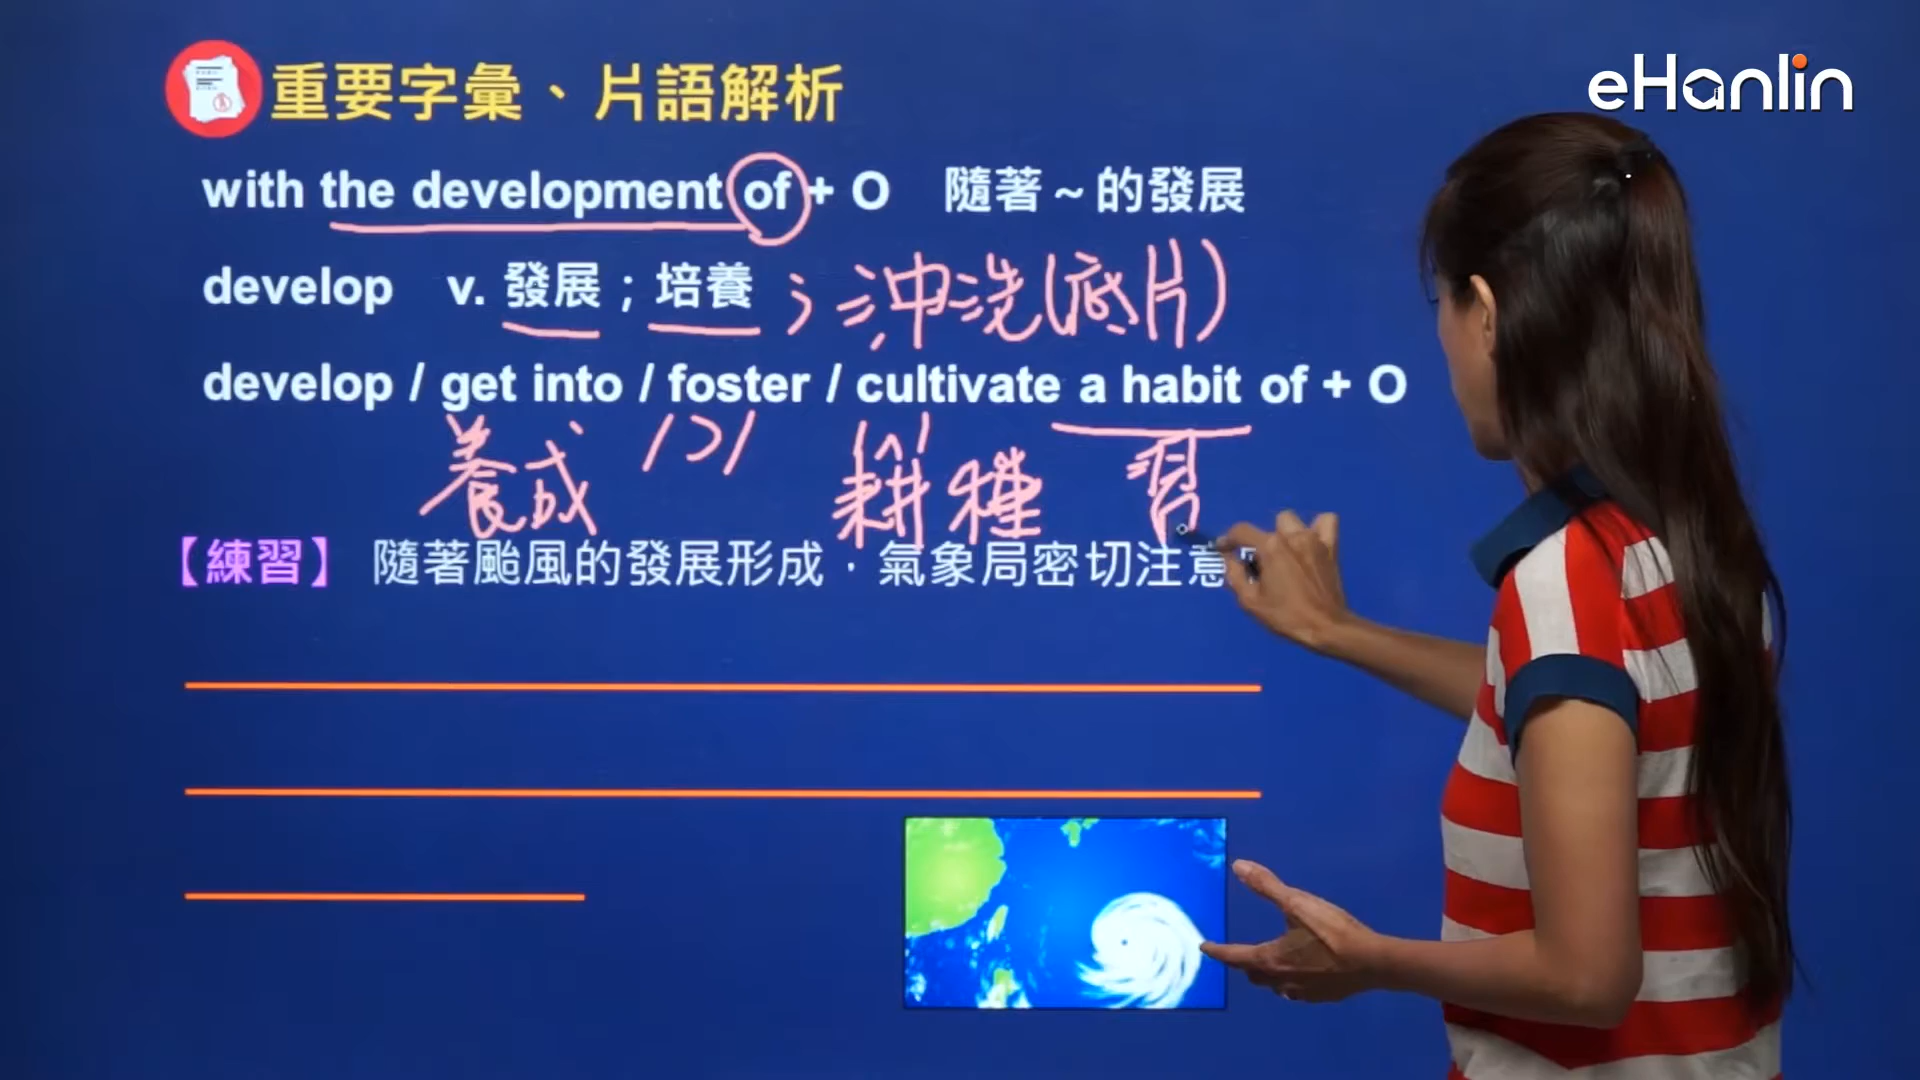 eHanlin
重要字彙、片語解析
with the development of + O 隨著~的發展
develop v. 發展;培養;沖洗(底片)
develop / get into / foster / cultivate a habit of + O
養成 耕種 習
【練習】 隨著颱風的發展形成,氣象局密切注意